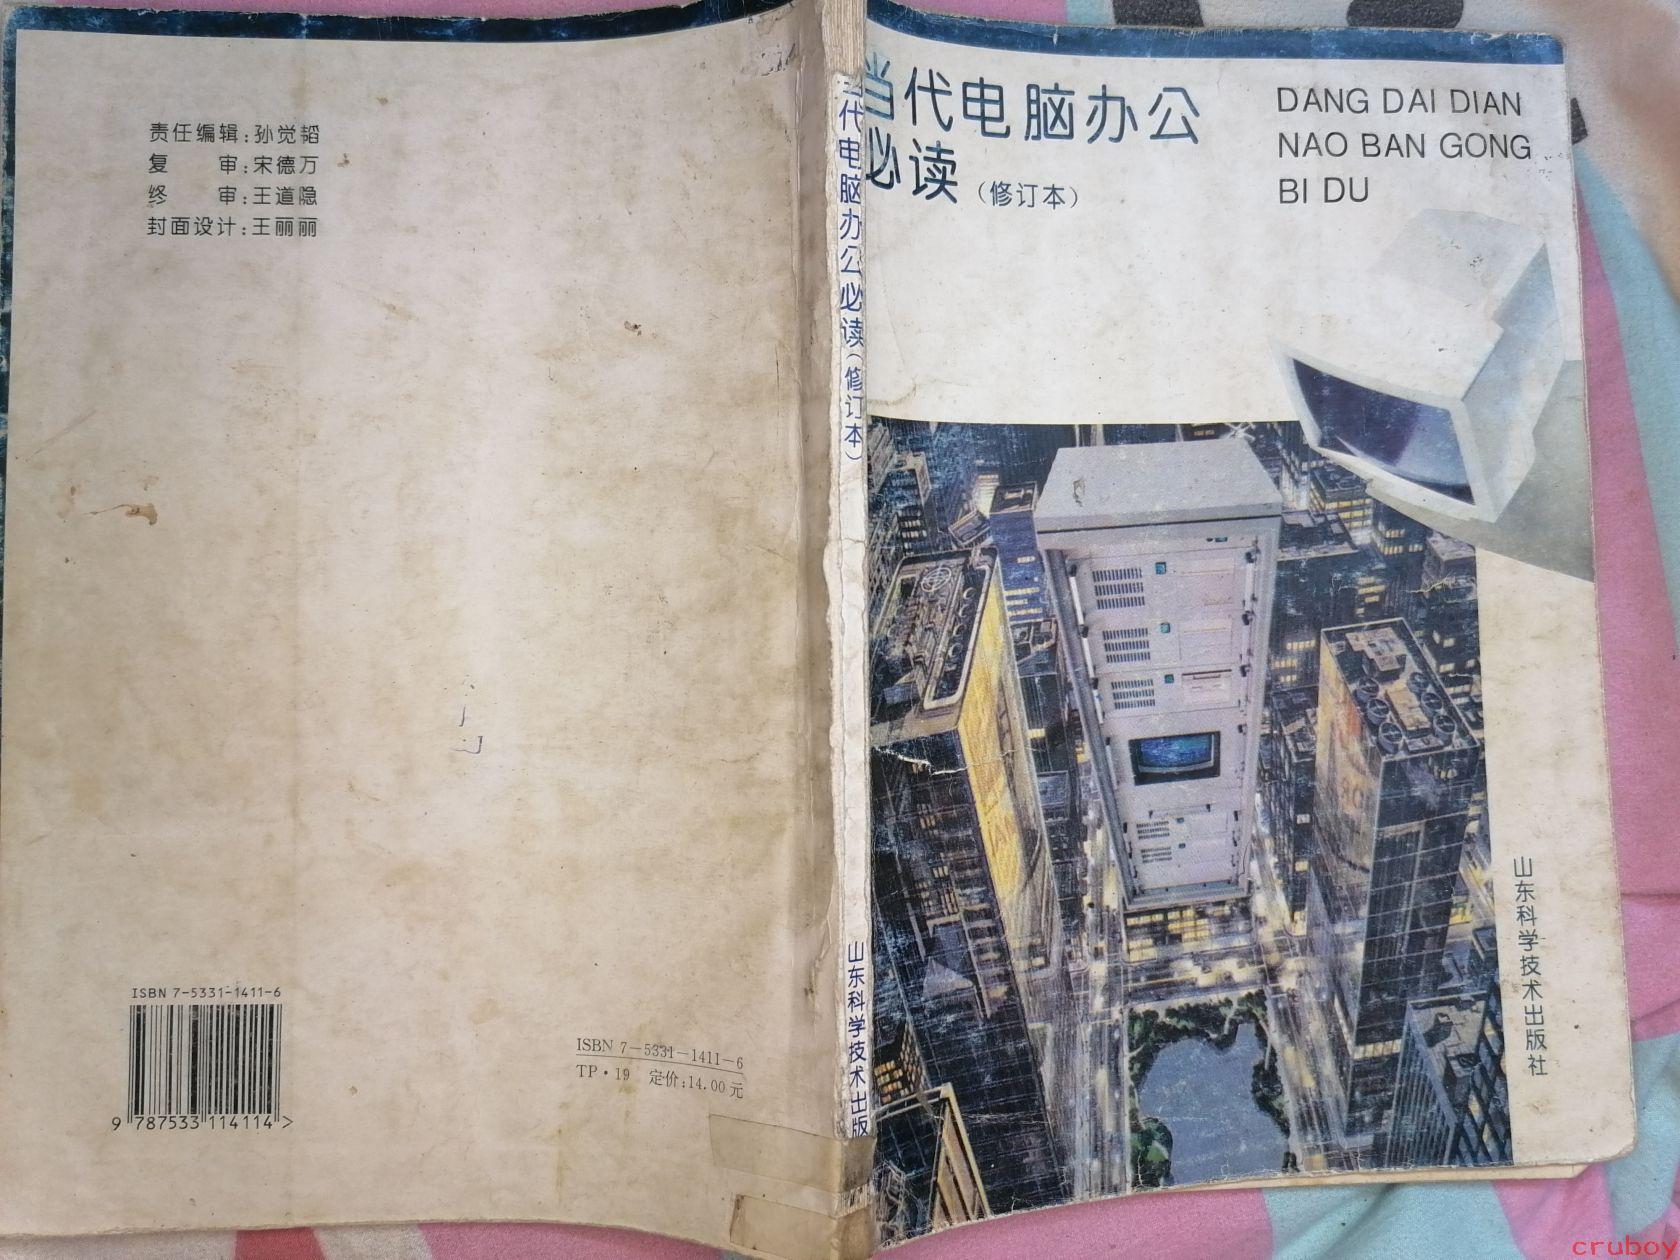 责任编辑:孙觉韬
复 审:宋德万
终 审:王道隐
封面设计:王丽丽
ISBN 7-5331-1411-6
9 787533 114114 >
ISBN 7-5331-1411-6
TP·19 定价:14.00元
当代电脑办公必读(修订本)
山东科学技术出版
当代电脑办公
必读(修订本)
DANG DAI DIAN
NAO BAN GONG
BI DU
山东科学技术出版社
cruboy